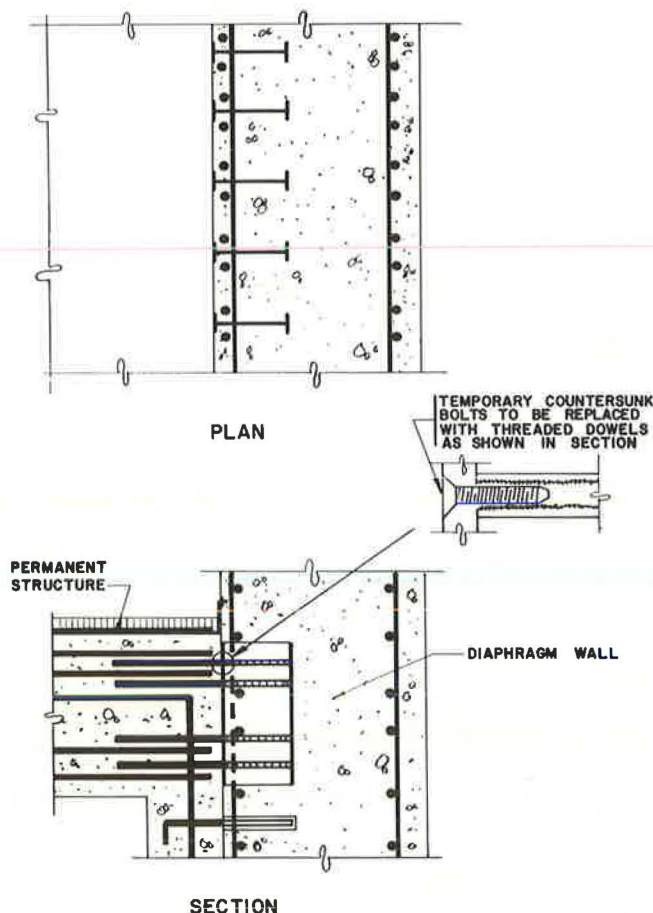 PLAN
TEMPORARY COUNTERSUNK
BOLTS TO BE REPLACED
WITH THREADED DOWELS
AS SHOWN IN SECTION
PERMANENT
STRUCTURE
DIAPHRAGM WALL
SECTION